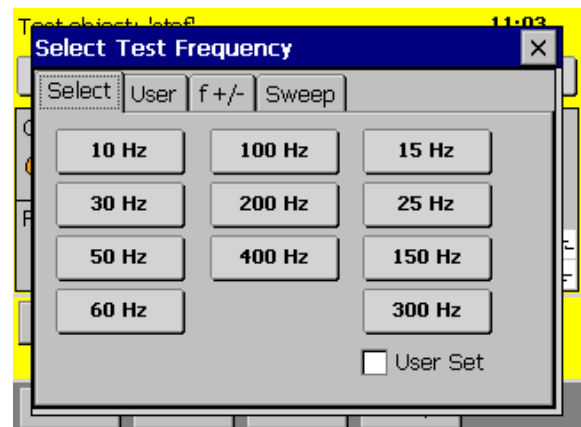 Test object: 'stof' 11:03
Select Test Frequency
Select User f +/- Sweep
10 Hz 100 Hz 15 Hz
30 Hz 200 Hz 25 Hz
50 Hz 400 Hz 150 Hz
60 Hz 300 Hz
User Set